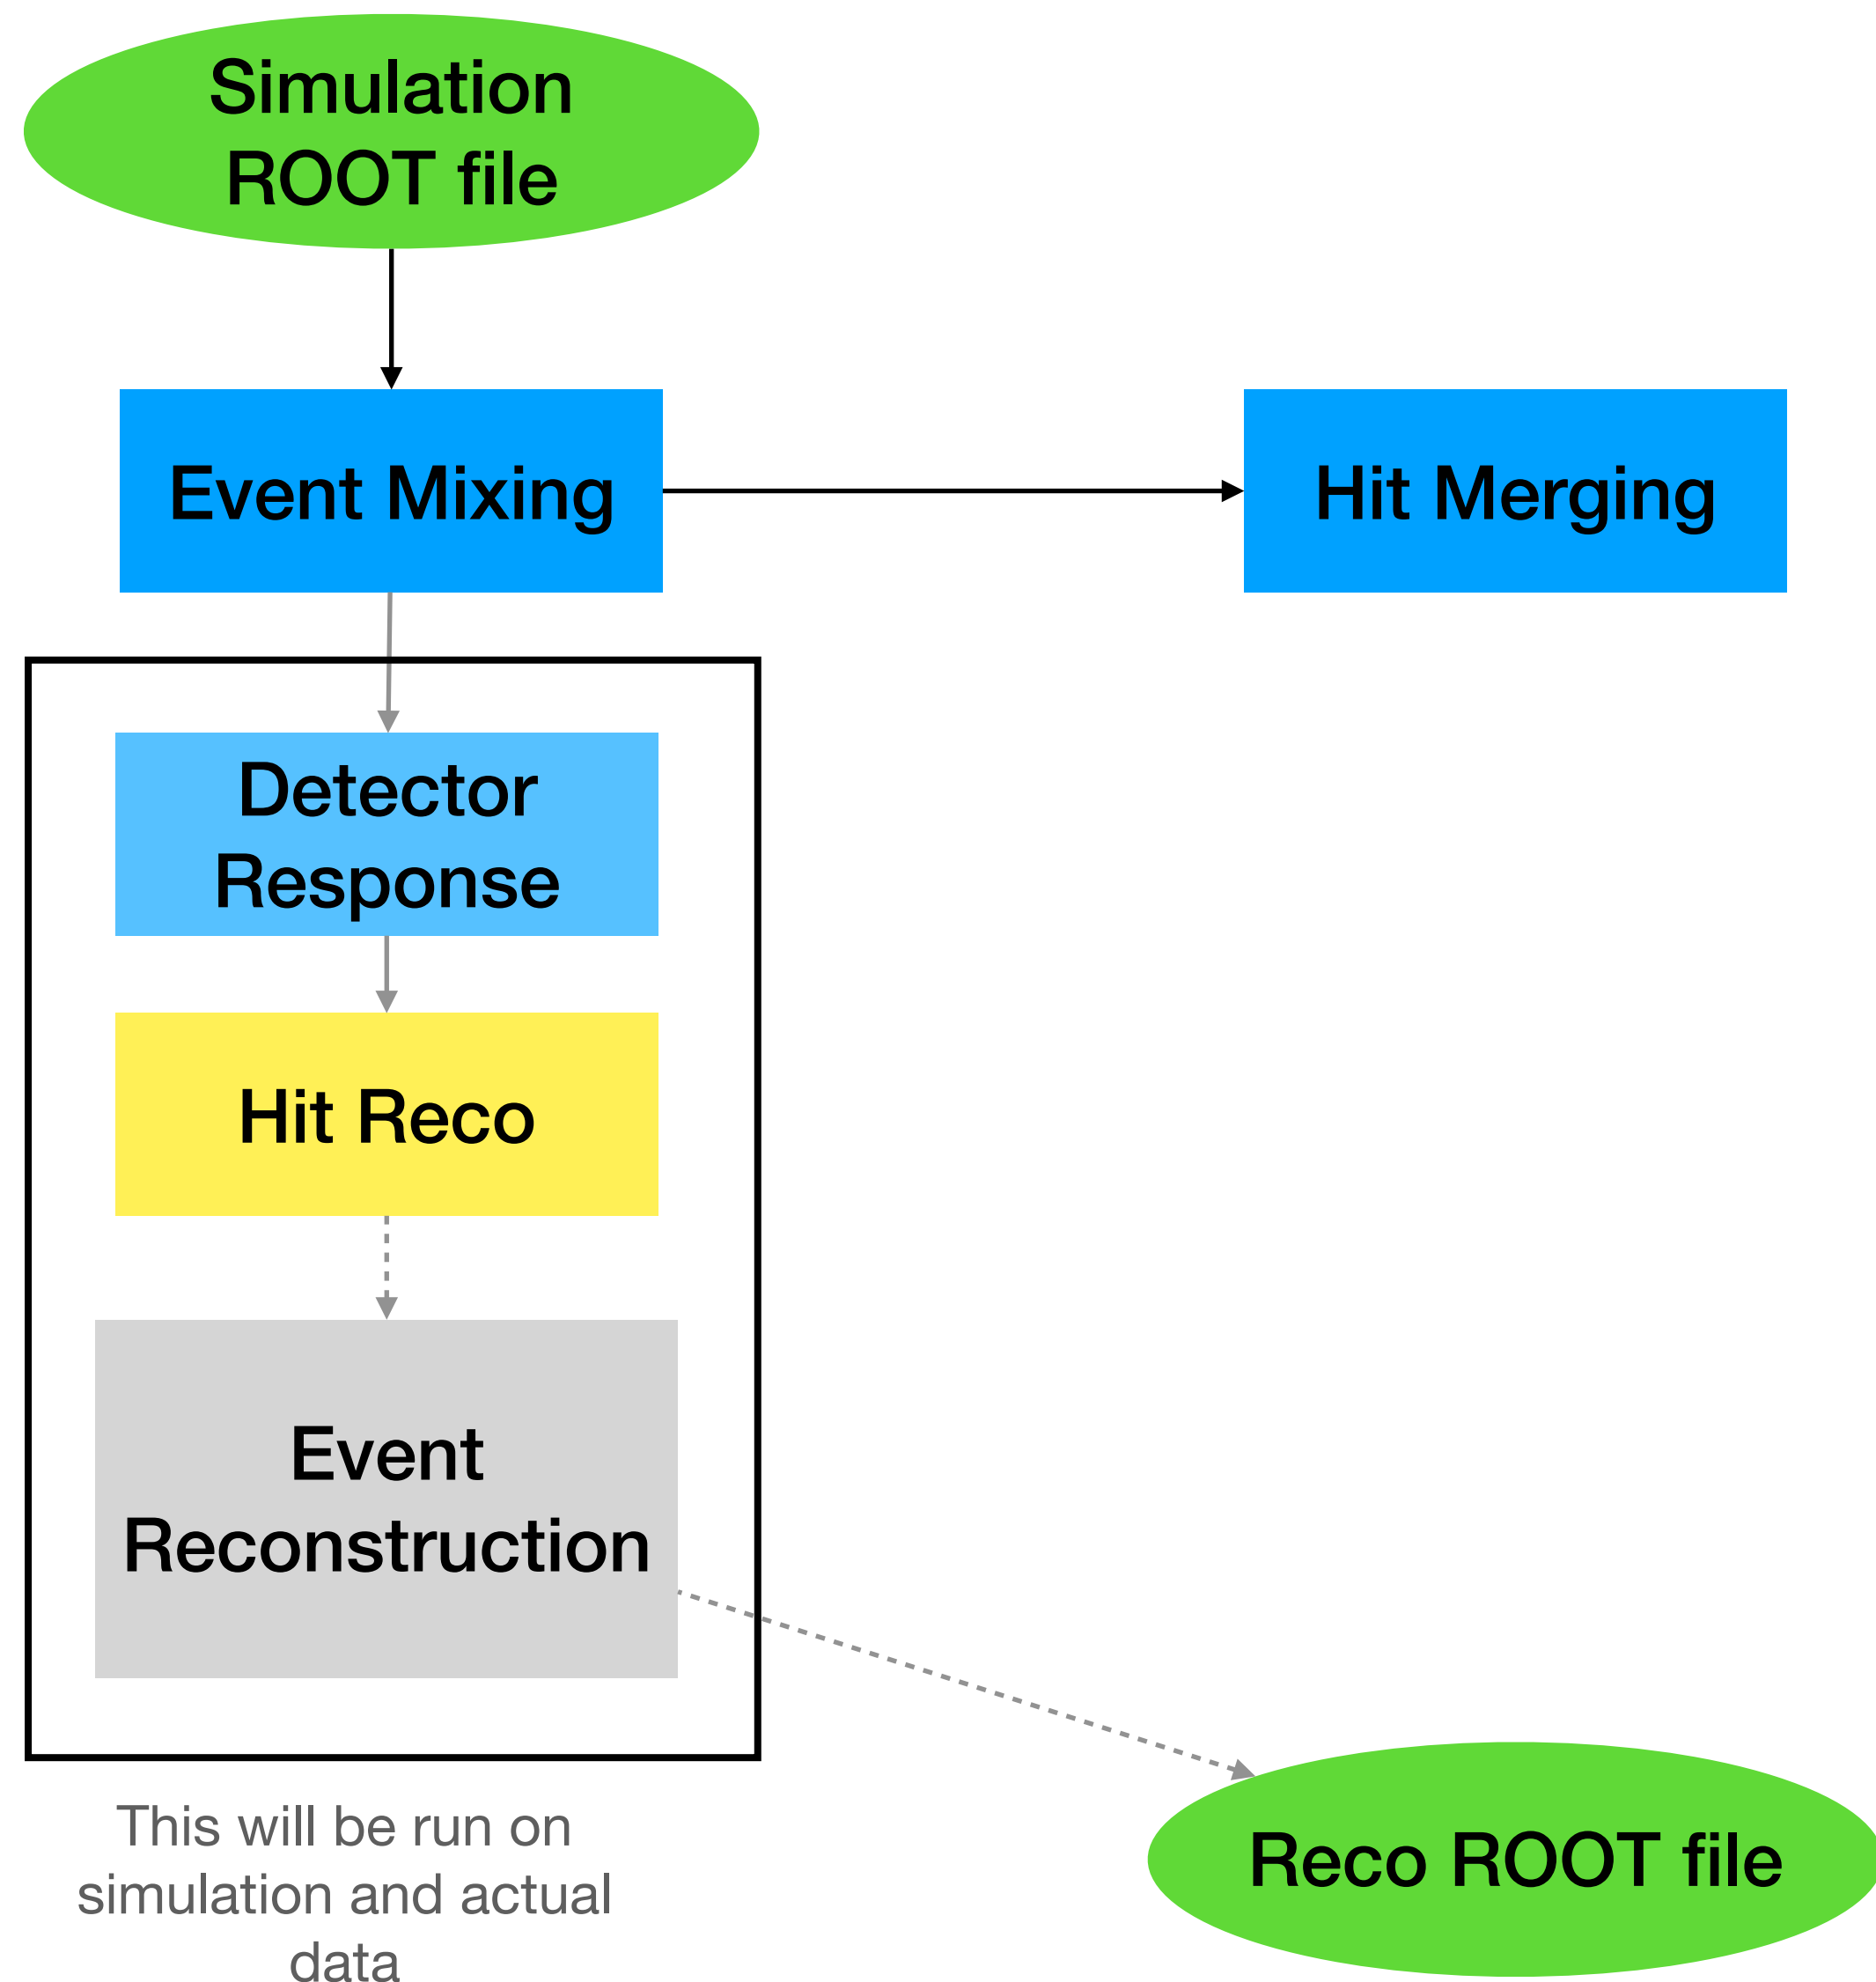 Simulation
ROOT file
Event Mixing
Hit Merging
Detector
Response
Hit Reco
Event
Reconstruction
This will be run on
simulation and actual
data
Reco ROOT file